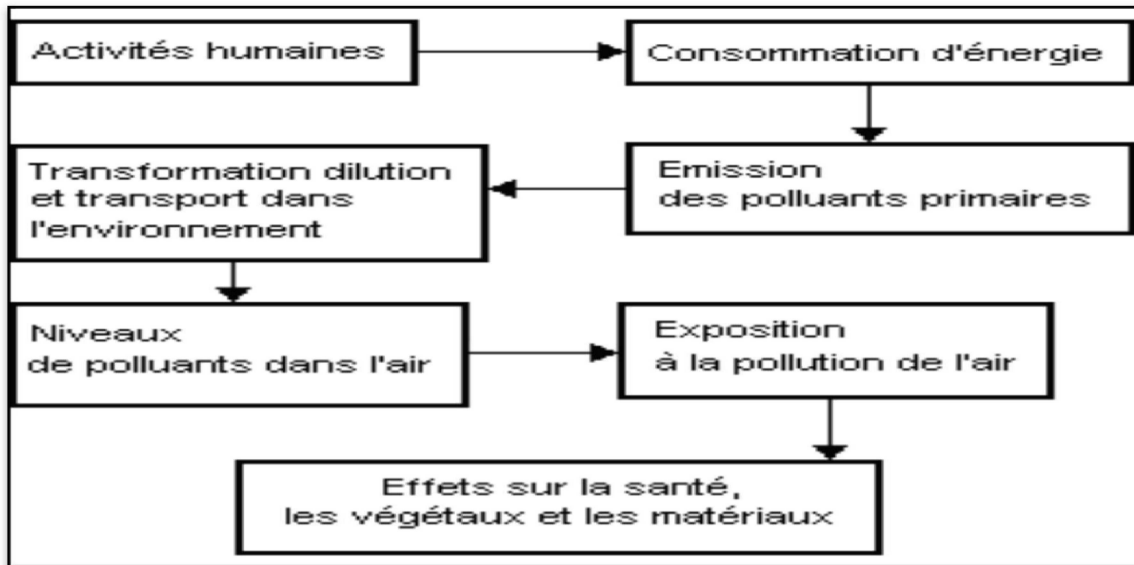 Activités humaines
Consommation d'énergie
Emission
des polluants primaires
Transformation dilution
et transport dans
l'environnement
Niveaux
de polluants dans l'air
Exposition
à la pollution de l'air
Effets sur la santé,
les végétaux et les matériaux